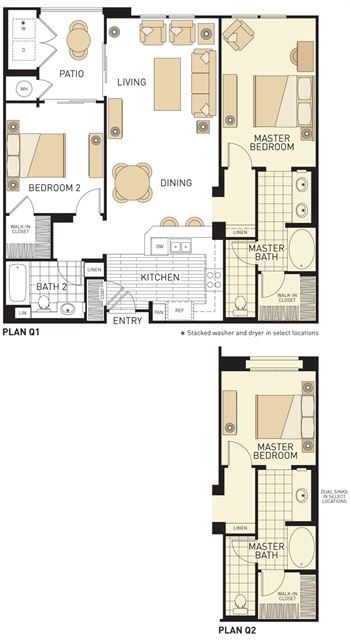 W
D
PATIO
WH
LIVING
MASTER
BEDROOM
BEDROOM 2
DINING
WALK-IN
CLOSET
LINEN
DW
MASTER
BATH
LINEN
KITCHEN
BATH 2
COATS
WALK-IN
CLOSET
LIN
ENTRY
PAN
REF
PLAN Q1
* Stacked washer and dryer in select locations
MASTER
BEDROOM
DUAL SINKS
IN SELECT
LOCATIONS
LINEN
MASTER
BATH
WALK-IN
CLOSET
PLAN Q2